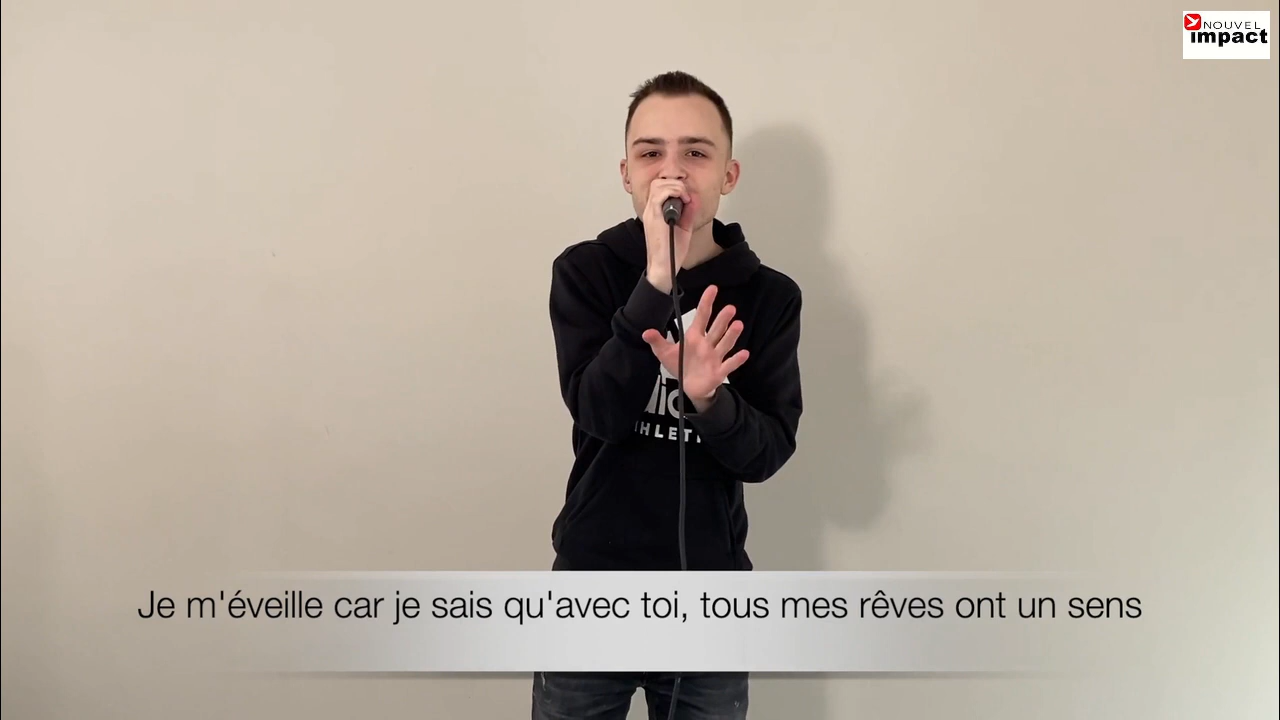 NOUVEL
impact
Je m'éveille car je sais qu'avec toi, tous mes rêves ont un sens